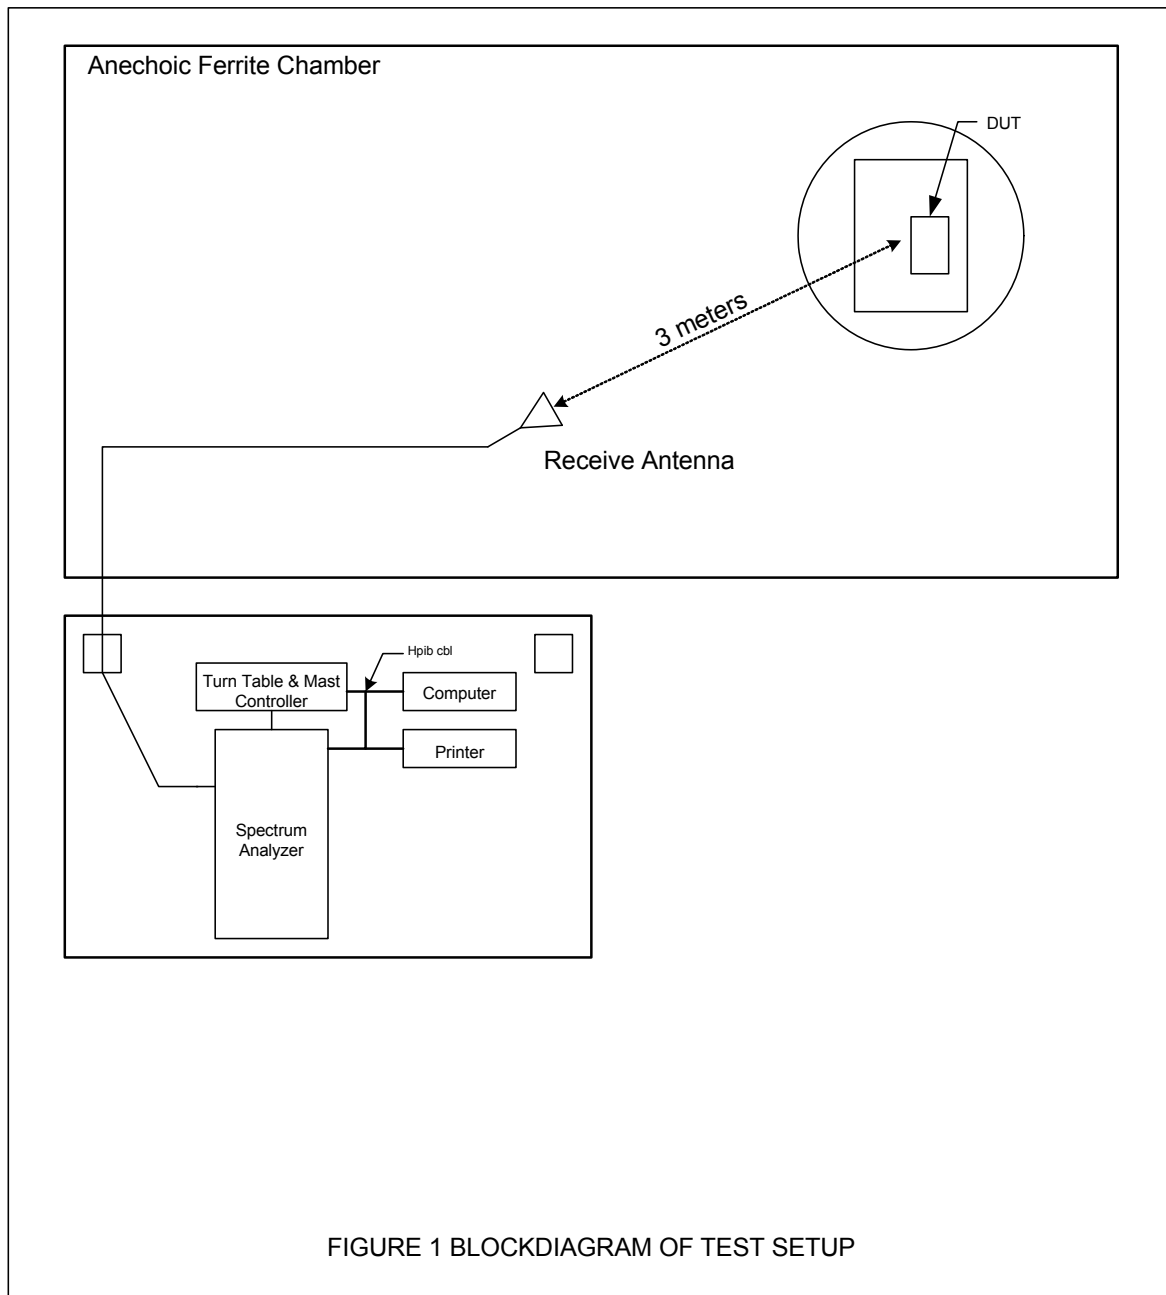 Anechoic Ferrite Chamber
DUT
3 meters
Receive Antenna
Hpib cbl
Turn Table & Mast
Controller
Computer
Printer
Spectrum
Analyzer
FIGURE 1 BLOCKDIAGRAM OF TEST SETUP